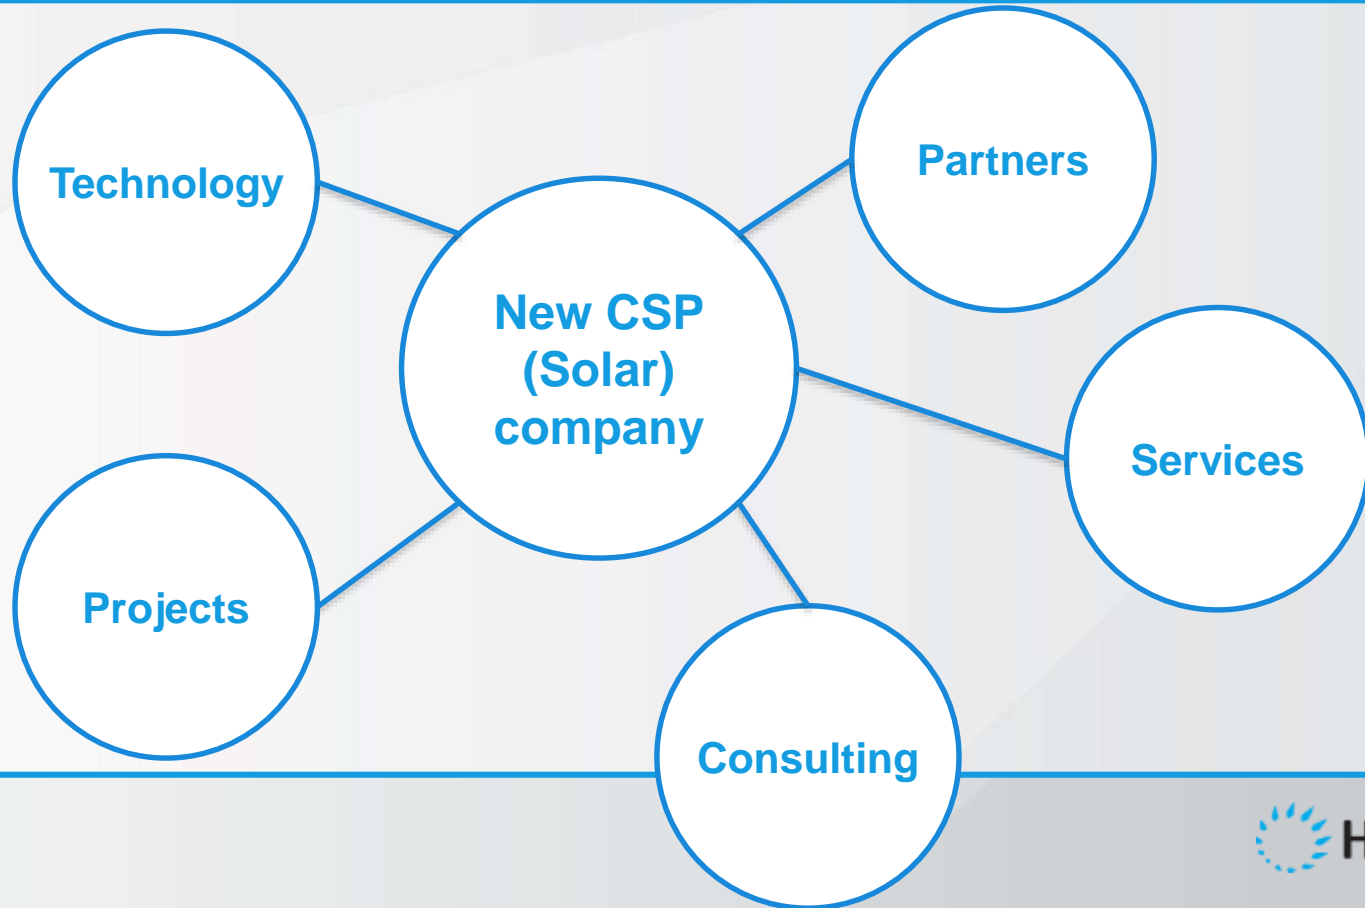 Technology
Partners
New CSP
(Solar)
company
Services
Projects
Consulting
H